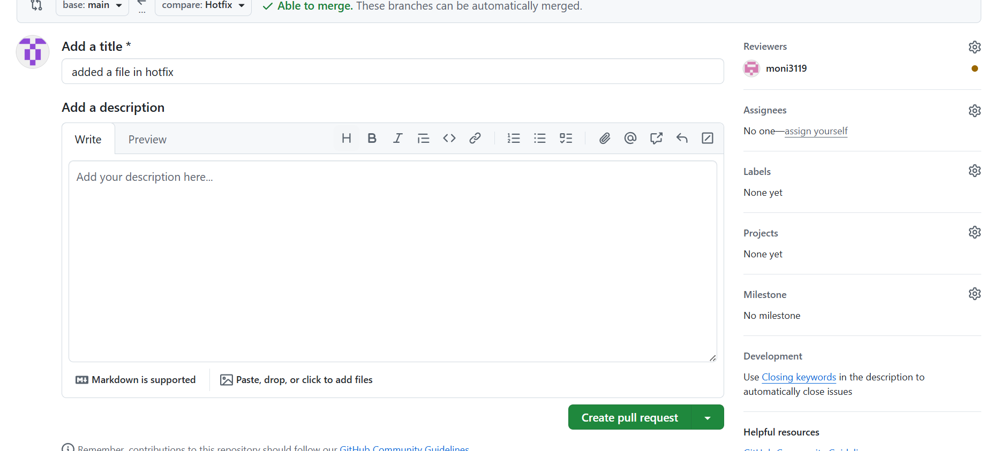 base: main
compare: Hotfix
Able to merge. These branches can be automatically merged.
Add a title *
added a file in hotfix
Add a description
Write
Preview
Add your description here...
Markdown is supported
Paste, drop, or click to add files
Create pull request
Remember, contributions to this repository should follow our GitHub Community Guidelines
Reviewers
moni3119
Assignees
No one—assign yourself
Labels
None yet
Projects
None yet
Milestone
No milestone
Development
Use Closing keywords in the description to
automatically close issues
Helpful resources
GitHub Community